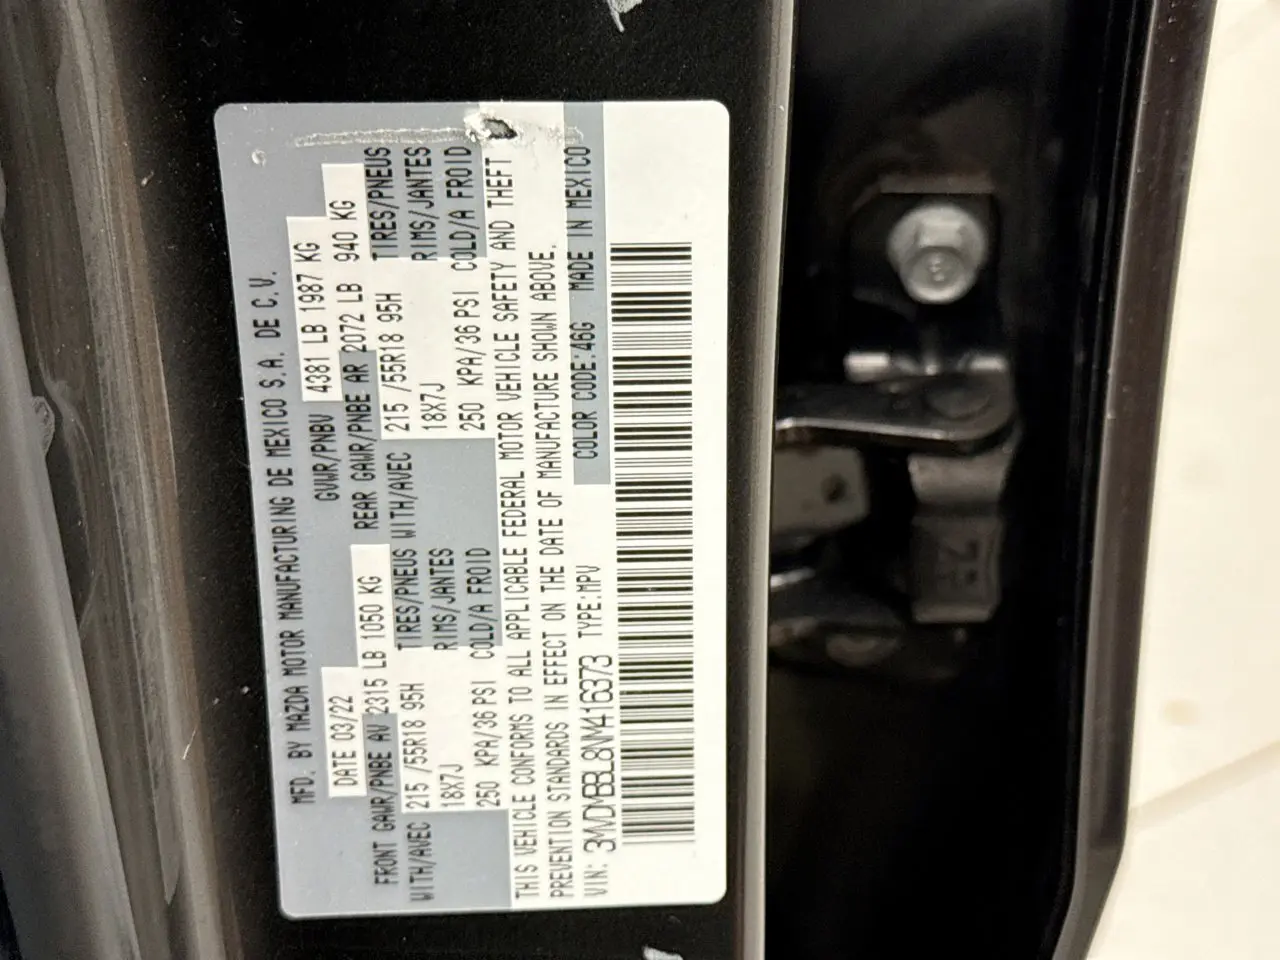 MFD. BY MAZDA MOTOR MANUFACTURING DE MEXICO S.A. DE C.V.
DATE 03/22 GVWR/PNBV 4381 LB 1987 KG
FRONT GAWR/PNBE AV 2315 LB 1050 KG REAR GAWR/PNBE AR 2072 LB 940 KG
WITH/AVEC 215 /55R18 95H TIRES/PNEUS WITH/AVEC 215 /55R18 95H TIRES/PNEUS
18X7J RIMS/JANTES 18X7J RIMS/JANTES
250 KPA/36 PSI COLD/A FROID 250 KPA/36 PSI COLD/A FROID
THIS VEHICLE CONFORMS TO ALL APPLICABLE FEDERAL MOTOR VEHICLE SAFETY AND THEFT
PREVENTION STANDARDS IN EFFECT ON THE DATE OF MANUFACTURE SHOWN ABOVE.
VIN: 3MVDMBBL8NM416373 TYPE:MPV COLOR CODE:46G MADE IN MEXICO